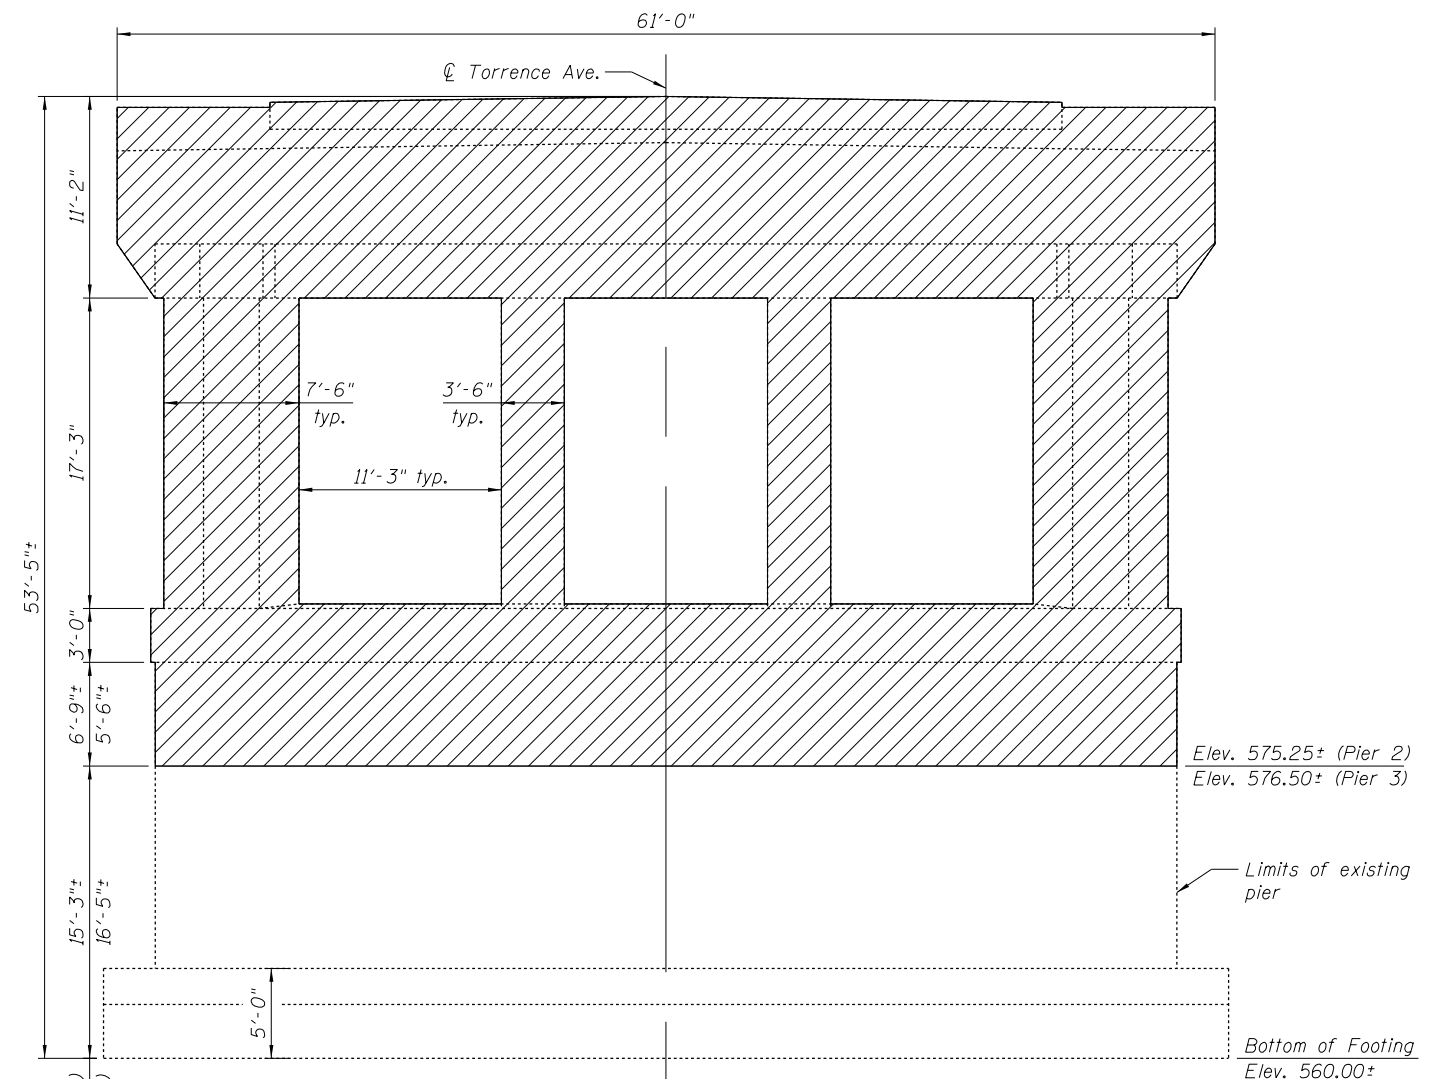 61'-0"
℄ Torrence Ave.
11'-2"
7'-6"
typ.
3'-6"
typ.
17'-3"
11'-3" typ.
53'-5"±
3'-0"
6'-9"±
5'-6"±
Elev. 575.25± (Pier 2)
Elev. 576.50± (Pier 3)
Limits of existing
pier
15'-3"±
16'-5"±
5'-0"
Bottom of Footing
Elev. 560.00±